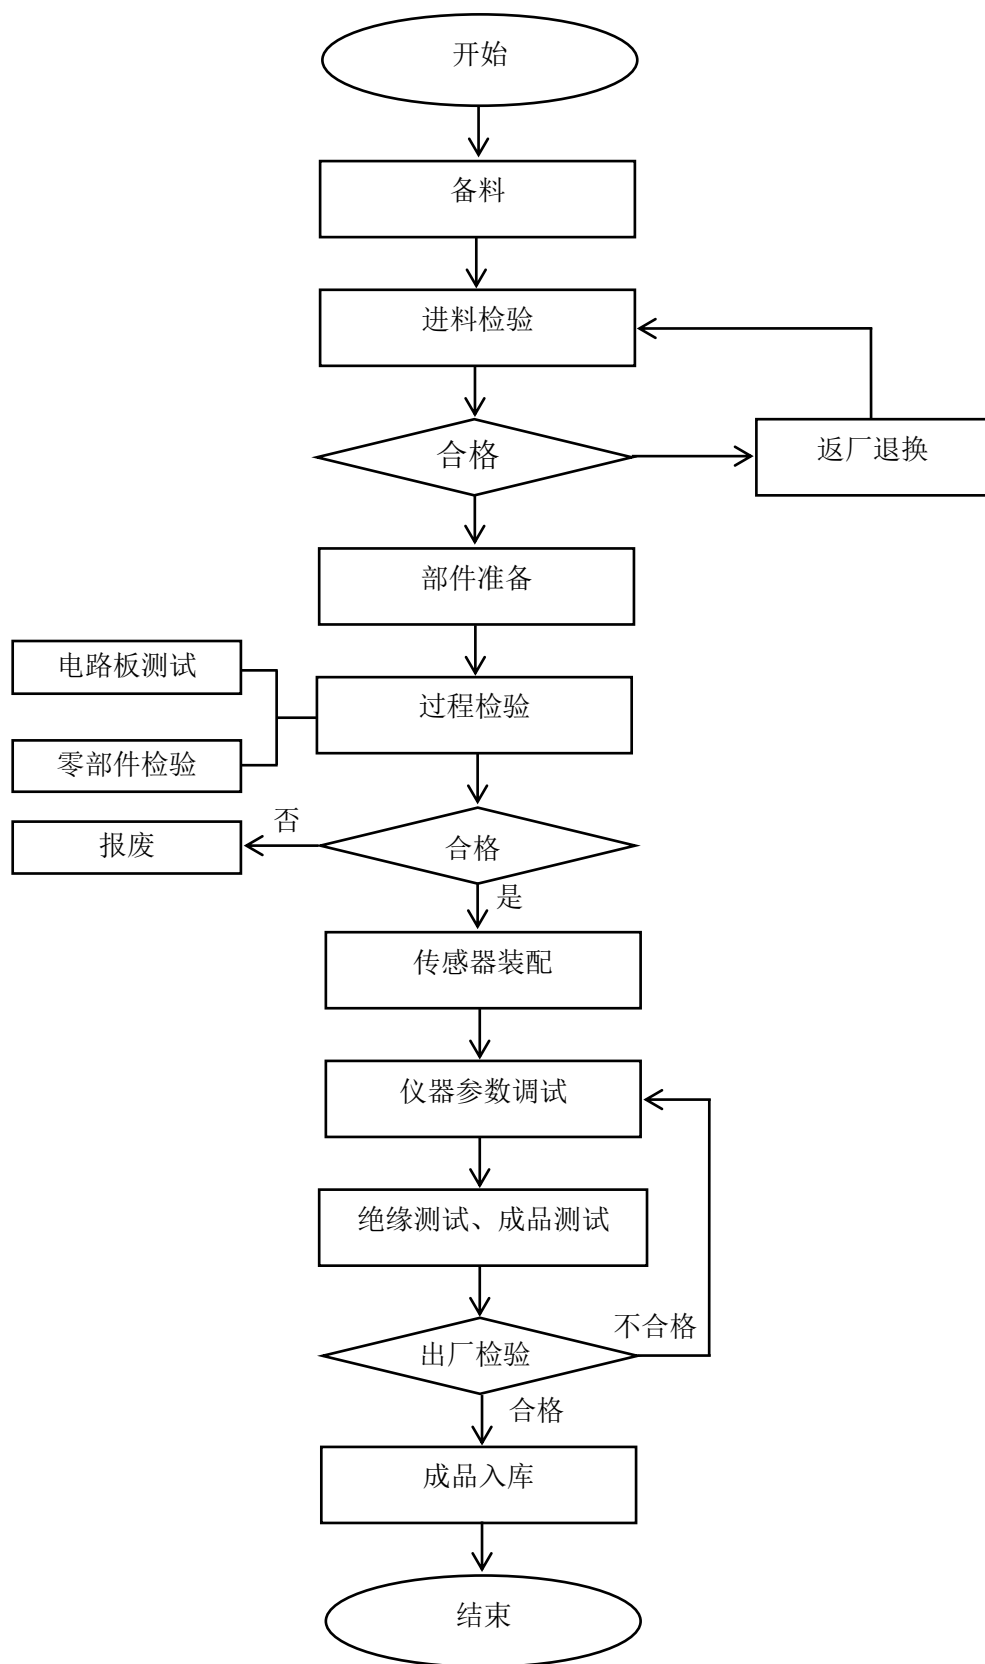 开始
备料
进料检验
合格
返厂退换
部件准备
电路板测试
过程检验
零部件检验
否
报废
合格
是
传感器装配
仪器参数调试
绝缘测试、成品测试
不合格
出厂检验
合格
成品入库
结束